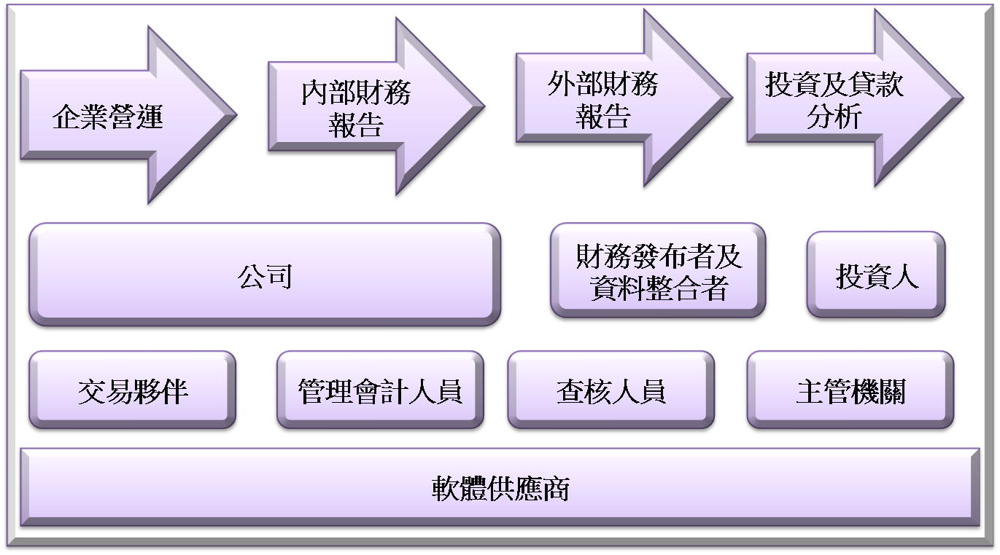 企業營運
內部財務
報告
外部財務
報告
投資及貸款
分析
公司
財務發布者及
資料整合者
投資人
交易夥伴
管理會計人員
查核人員
主管機關
軟體供應商